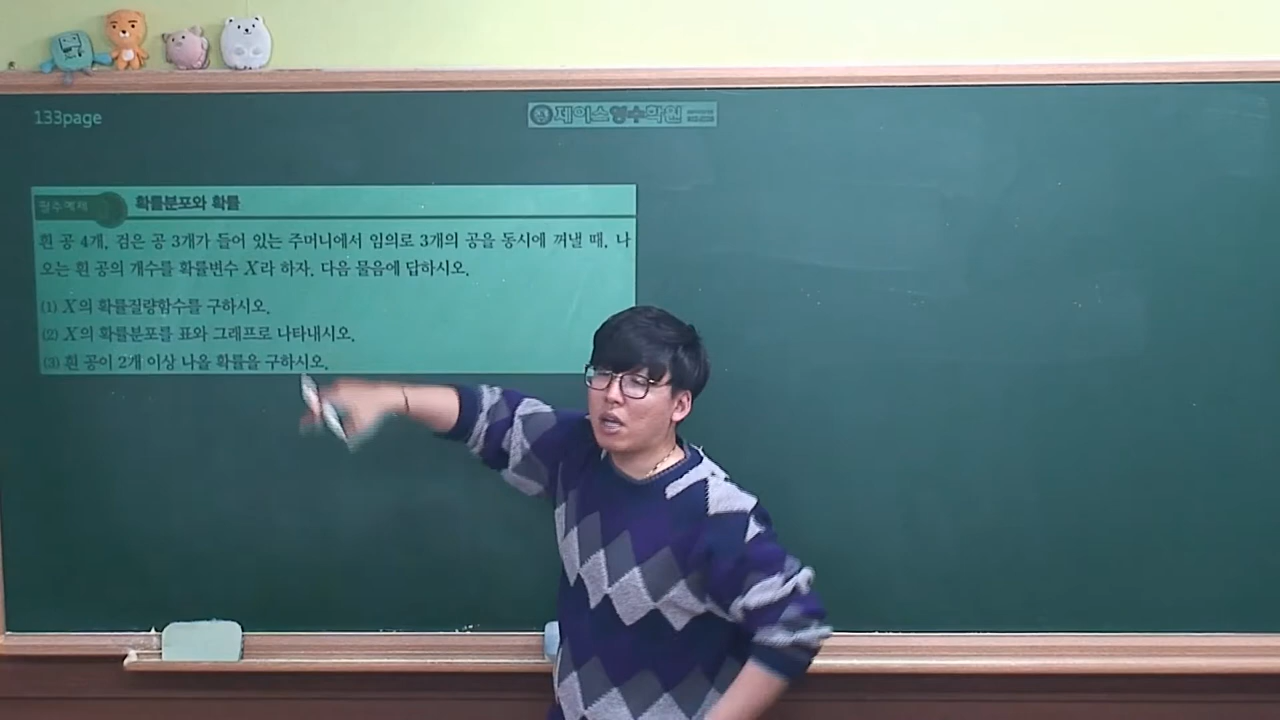 133page
제이스영수학원
필수예제 확률분포와 확률
흰 공 4개, 검은 공 3개가 들어 있는 주머니에서 임의로 3개의 공을 동시에 꺼낼 때, 나
오는 흰 공의 개수를 확률변수 X라 하자. 다음 물음에 답하시오.
(1) X의 확률질량함수를 구하시오.
(2) X의 확률분포를 표와 그래프로 나타내시오.
(3) 흰 공이 2개 이상 나올 확률을 구하시오.